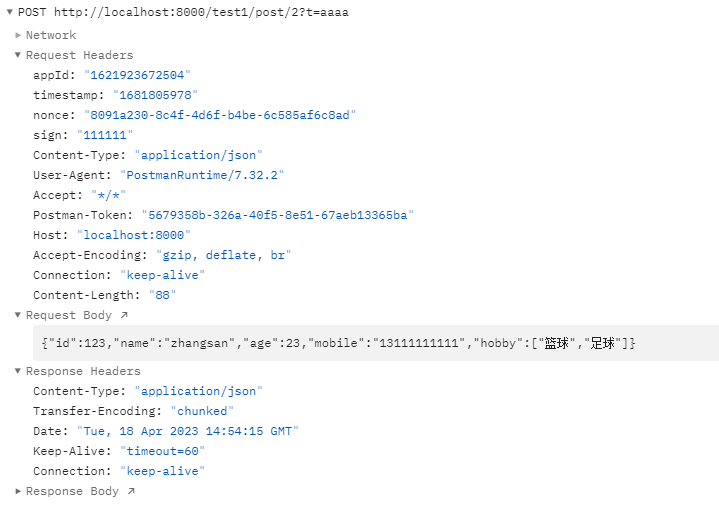 POST http://localhost:8000/test1/post/2?t=aaaa
Network
Request Headers
appId: "1621923672504"
timestamp: "1681805978"
nonce: "8091a230-8c4f-4d6f-b4be-6c585af6c8ad"
sign: "111111"
Content-Type: "application/json"
User-Agent: "PostmanRuntime/7.32.2"
Accept: "*/*"
Postman-Token: "5679358b-326a-40f5-8e51-67aeb13365ba"
Host: "localhost:8000"
Accept-Encoding: "gzip, deflate, br"
Connection: "keep-alive"
Content-Length: "88"
Request Body
{"id":123,"name":"zhangsan","age":23,"mobile":"13111111111","hobby":["篮球","足球"]}
Response Headers
Content-Type: "application/json"
Transfer-Encoding: "chunked"
Date: "Tue, 18 Apr 2023 14:54:15 GMT"
Keep-Alive: "timeout=60"
Connection: "keep-alive"
Response Body